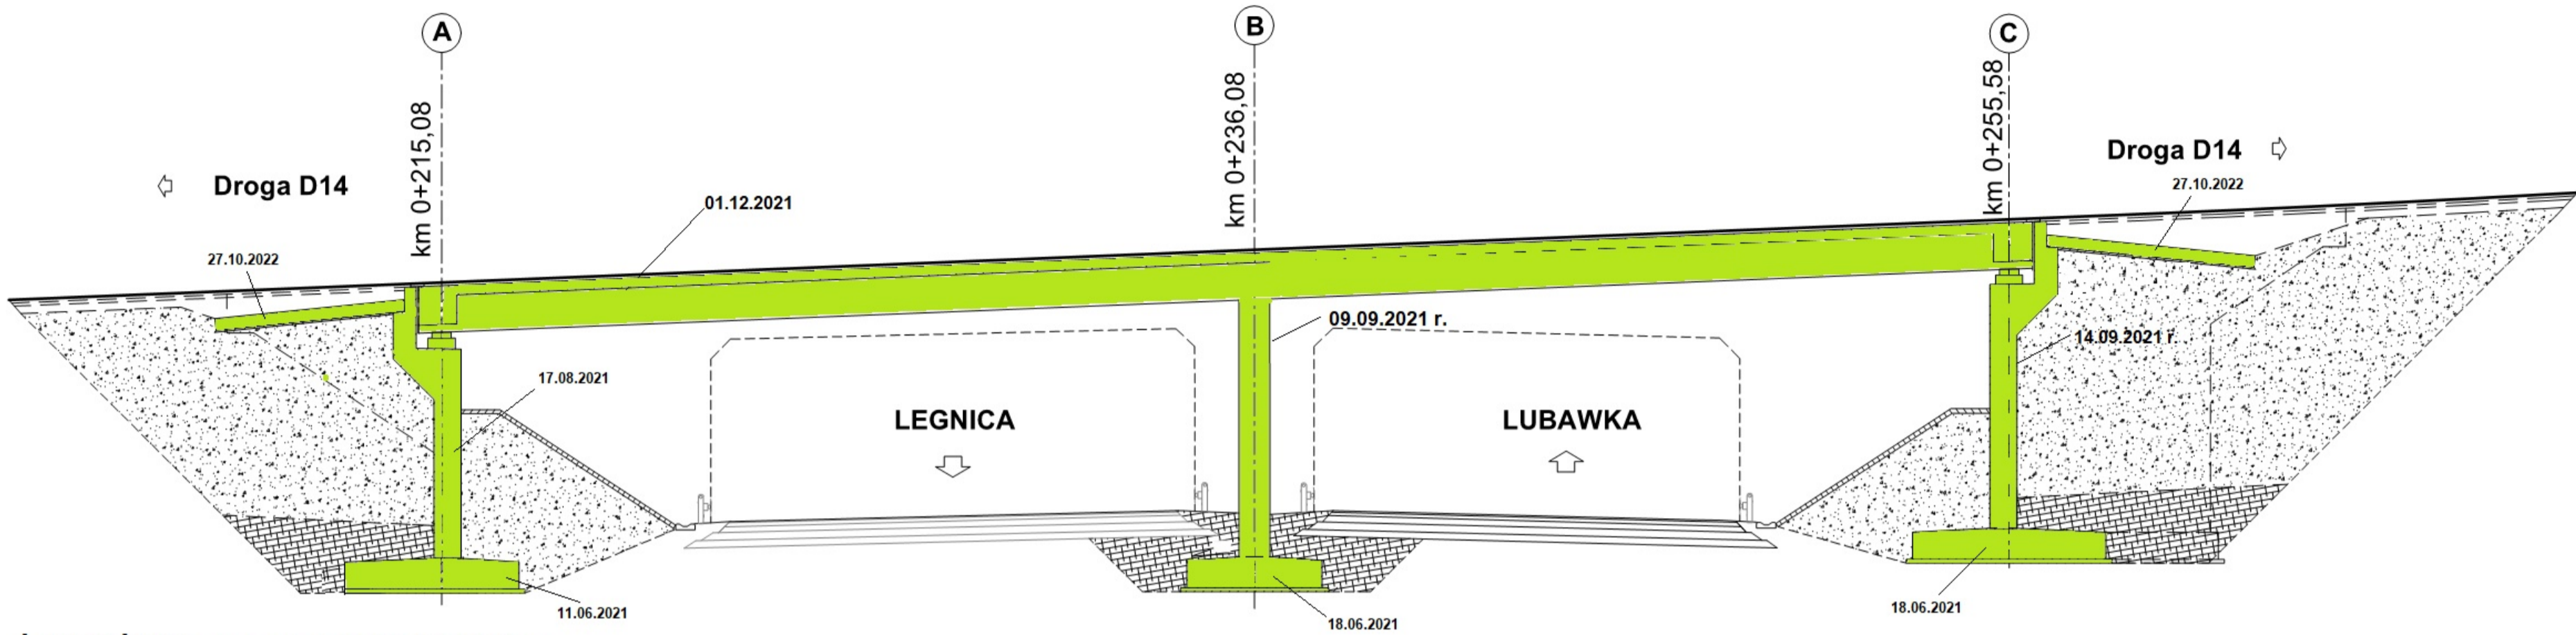 A
B
C
km 0+215,08
km 0+236,08
km 0+255,58
Droga D14
Droga D14
27.10.2022
01.12.2021
27.10.2022
09.09.2021 r.
14.09.2021 r.
17.08.2021
LEGNICA
LUBAWKA
11.06.2021
18.06.2021
18.06.2021